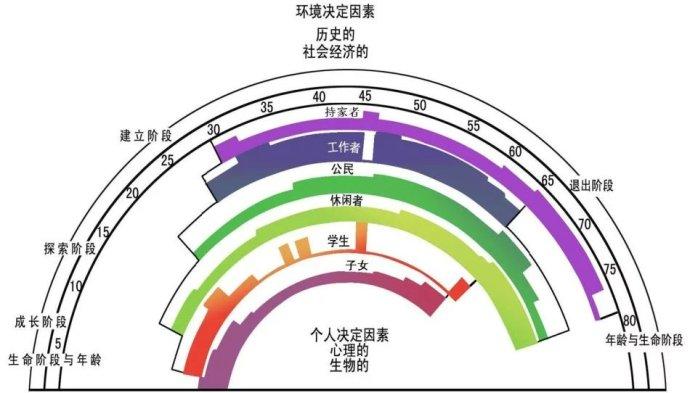 环境决定因素
历史的
社会经济的
40
45
35
50
30
持家者
55
建立阶段
25
工作者
60
公民
65
退出阶段
20
休闲者
70
15
学生
探索阶段
子女
75
10
成长阶段
80
5
个人决定因素
年龄与生命阶段
生命阶段与年龄
心理的
生物的